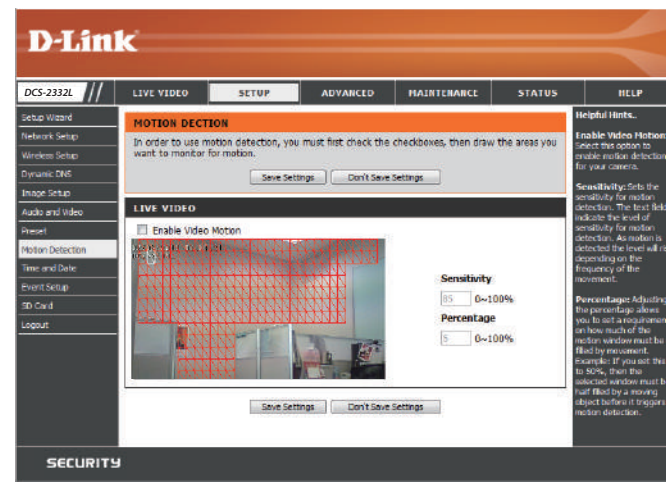 D-Link
DCS-2332L
LIVE VIDEO
SETUP
ADVANCED
MAINTENANCE
STATUS
HELP
Setup Wizard
Network Setup
Wireless Setup
Dynamic DNS
Image Setup
Audio and Video
Preset
Motion Detection
Time and Date
Event Setup
SD Card
Logout
MOTION DECTION
In order to use motion detection, you must first check the checkboxes, then draw the areas you
want to monitor for motion.
Save Settings
Don't Save Settings
LIVE VIDEO
Enable Video Motion
Sensitivity
85 0~100%
Percentage
5 0~100%
Save Settings
Don't Save Settings
Helpful Hints..
Enable Video Motion:
Select this option to
enable motion detection
for your camera.
Sensitivity: Sets the
sensitivity for motion
detection. The text field
indicate the level of
sensitivity for motion
detection. As motion is
detected the level will ri
depending on the
frequency of the
movement.
Percentage: Adjusting
the percentage allows
you to set a requiremen
on how much of the
motion window must be
filled by movement.
Example: If you set this
to 50%, then the
selected window must b
half filled by a moving
object before it triggers
motion detection.
SECURITY